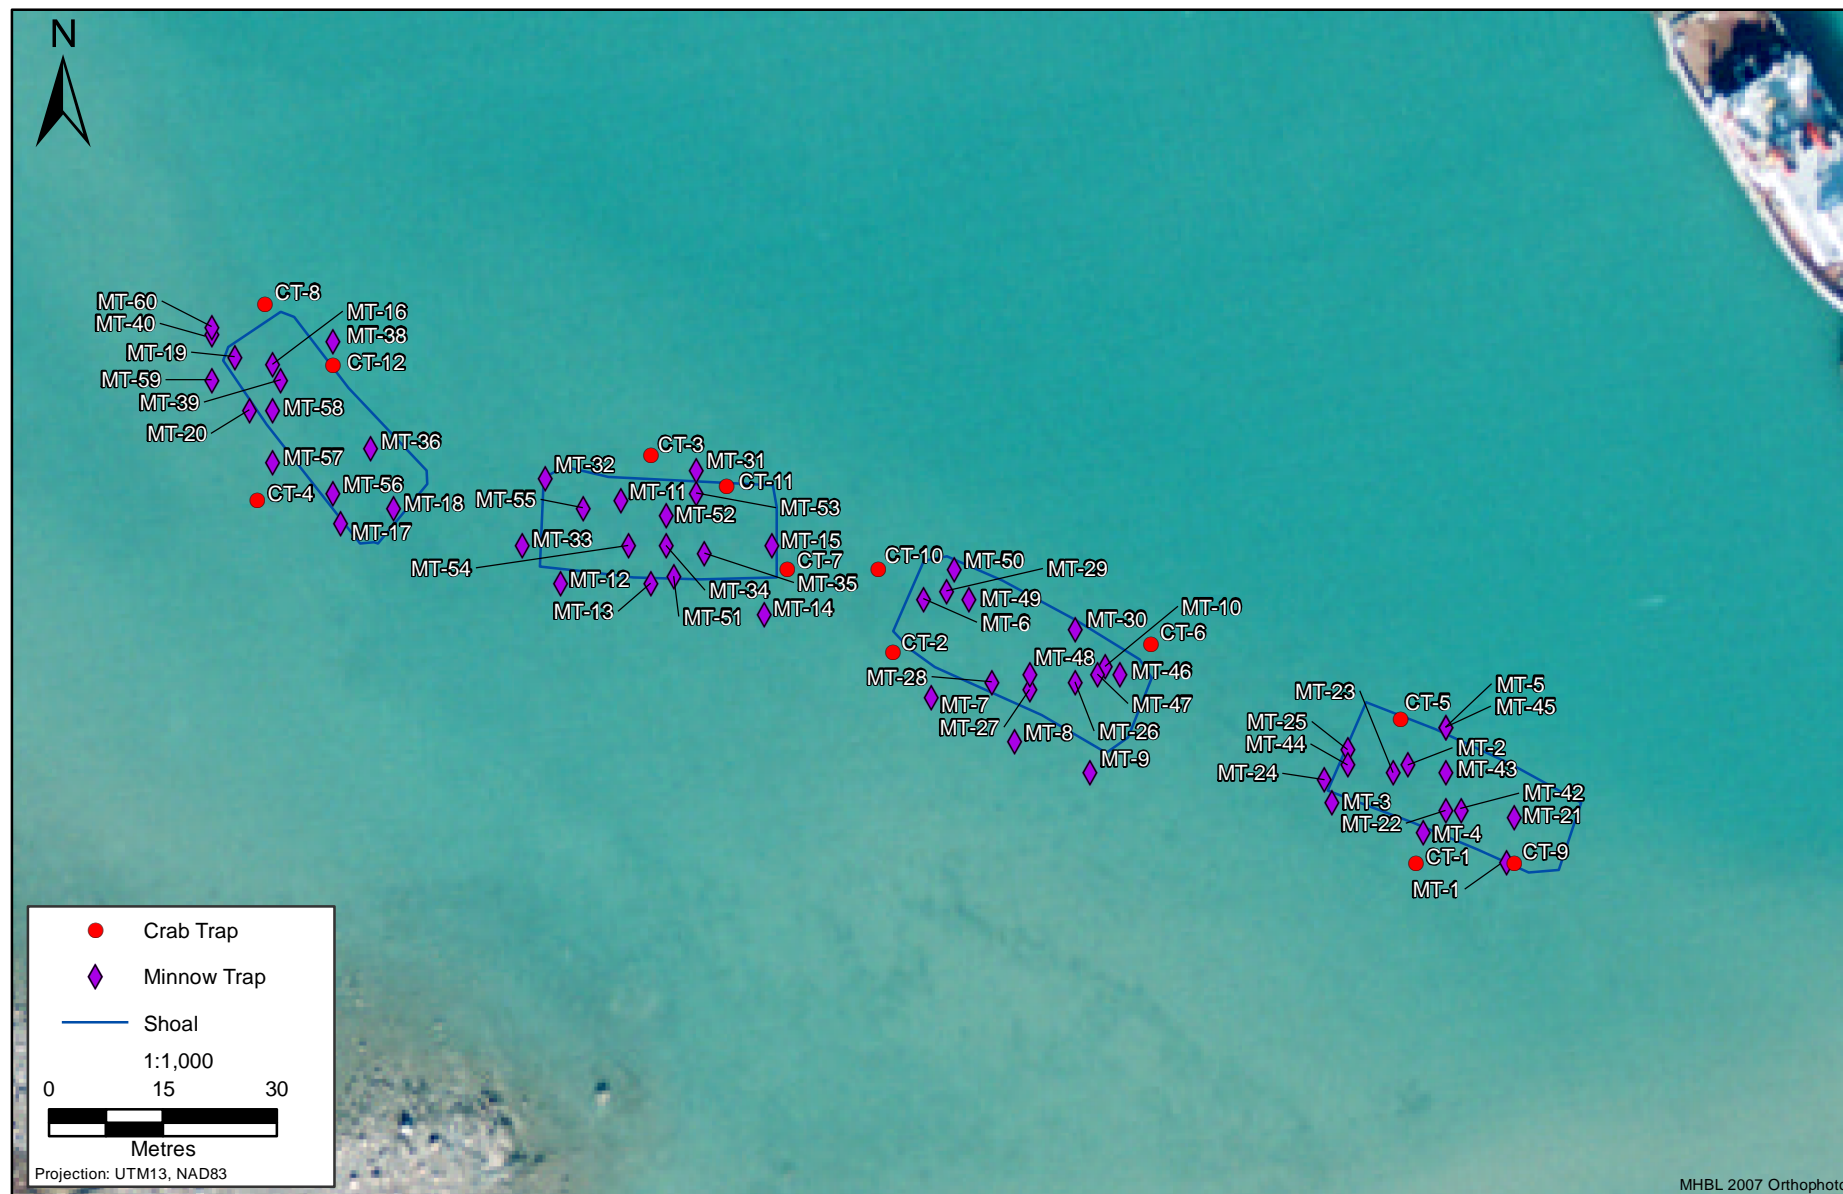 N
CT-8
MT-60
MT-16
MT-40
MT-38
MT-19
CT-12
MT-59
MT-39
MT-58
MT-20
MT-36
MT-57
MT-56
CT-4
MT-18
MT-17
CT-3
MT-32
MT-31
CT-11
MT-55
MT-11
MT-53
MT-52
MT-33
MT-15
MT-54
CT-7
MT-12
MT-35
MT-34
MT-13
MT-51
MT-14
CT-10
MT-50
MT-29
MT-49
MT-10
MT-6
MT-30
CT-6
CT-2
MT-48
MT-46
MT-28
MT-7
MT-47
MT-27
MT-8
MT-26
MT-9
MT-23
CT-5
MT-5
MT-45
MT-25
MT-44
MT-2
MT-24
MT-43
MT-3
MT-42
MT-22
MT-21
MT-4
CT-1
CT-9
MT-1
Crab Trap
Minnow Trap
Shoal
1:1,000
0 15 30
Metres
Projection: UTM13, NAD83
MHBL 2007 Orthophoto